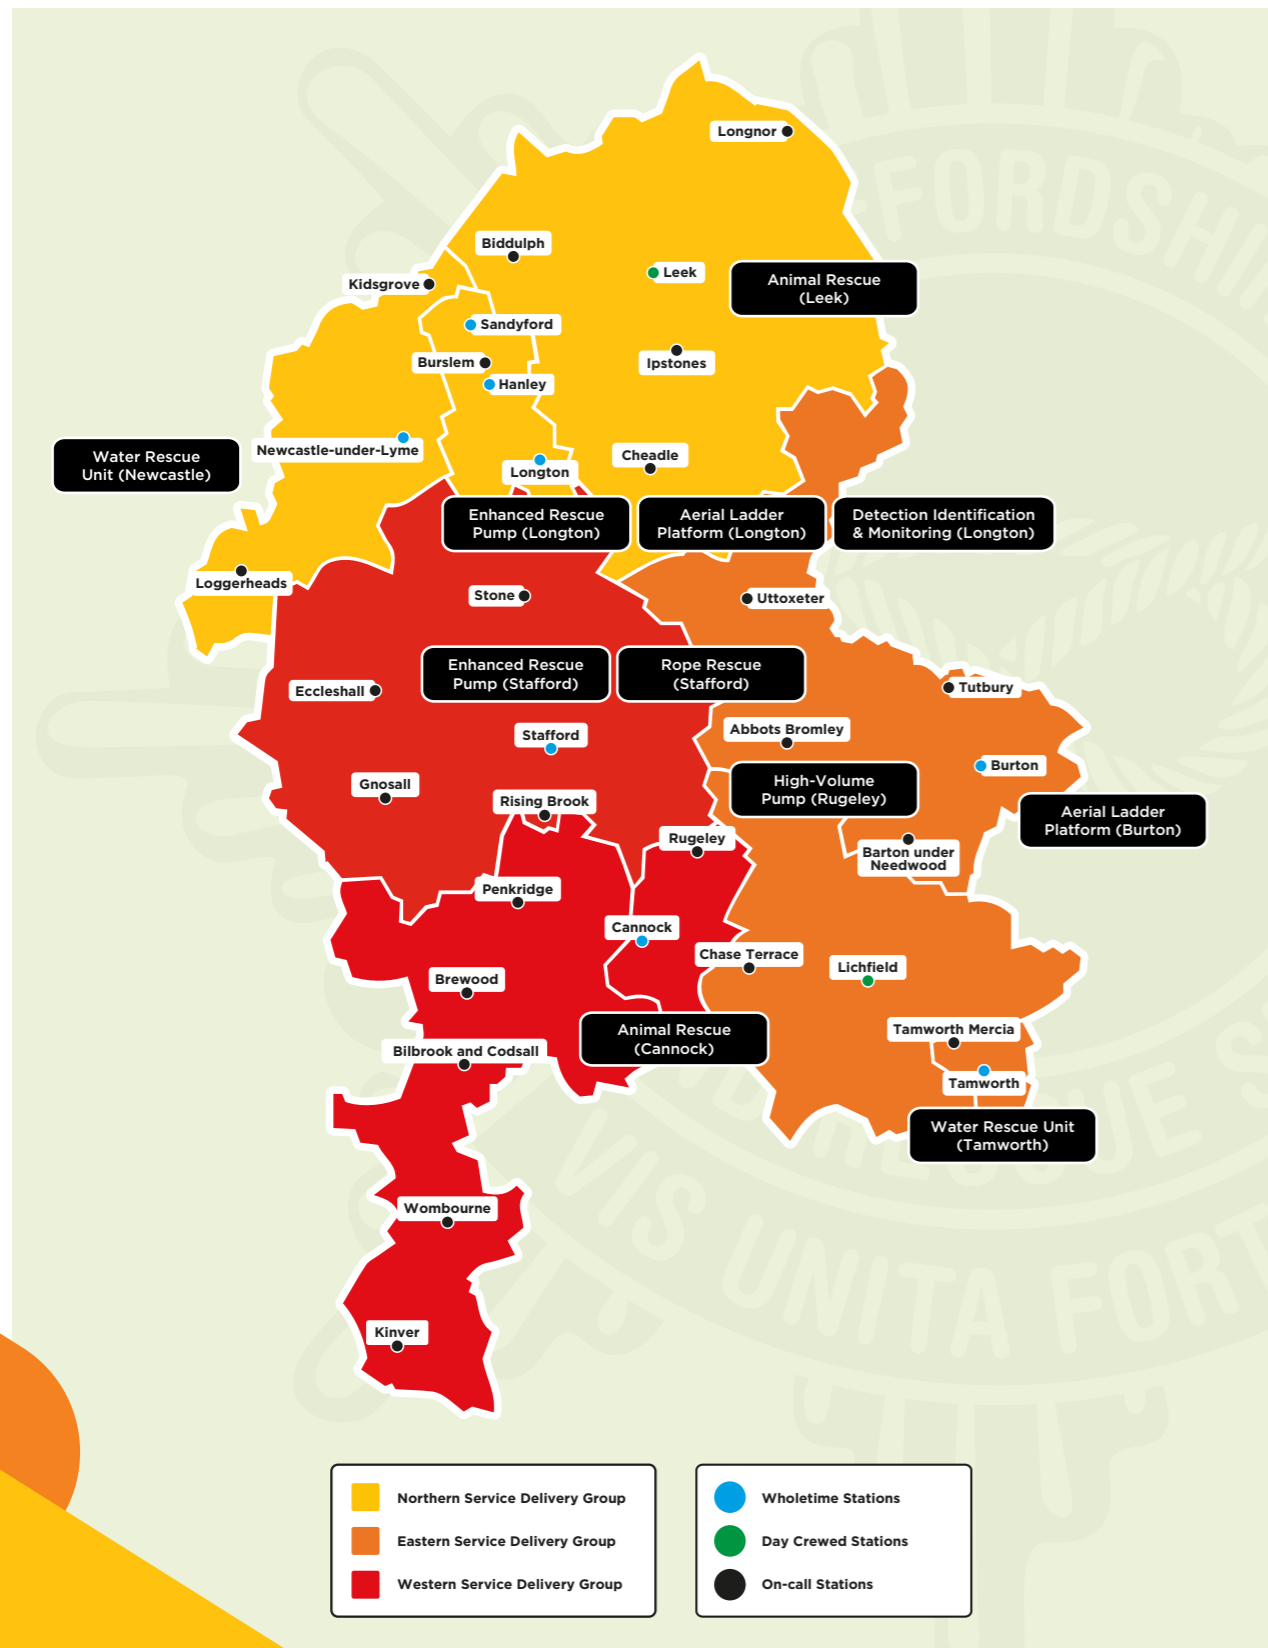 Longnor
Biddulph
Leek
Animal Rescue
(Leek)
Kidsgrove
Sandyford
Burslem
Ipstones
Hanley
Newcastle-under-Lyme
Water Rescue
Unit (Newcastle)
Cheadle
Longton
Enhanced Rescue
Pump (Longton)
Aerial Ladder
Platform (Longton)
Detection Identification
& Monitoring (Longton)
Loggerheads
Stone
Uttoxeter
Enhanced Rescue
Pump (Stafford)
Rope Rescue
(Stafford)
Eccleshall
Tutbury
Stafford
Abbots Bromley
Burton
Gnosall
High-Volume
Pump (Rugeley)
Rising Brook
Aerial Ladder
Platform (Burton)
Rugeley
Barton under
Needwood
Penkridge
Cannock
Chase Terrace
Lichfield
Brewood
Animal Rescue
(Cannock)
Tamworth Mercia
Bilbrook and Codsall
Tamworth
Water Rescue Unit
(Tamworth)
Wombourne
Kinver
VIS UNITA FORT
Northern Service Delivery Group
Eastern Service Delivery Group
Western Service Delivery Group
Wholetime Stations
Day Crewed Stations
On-call Stations